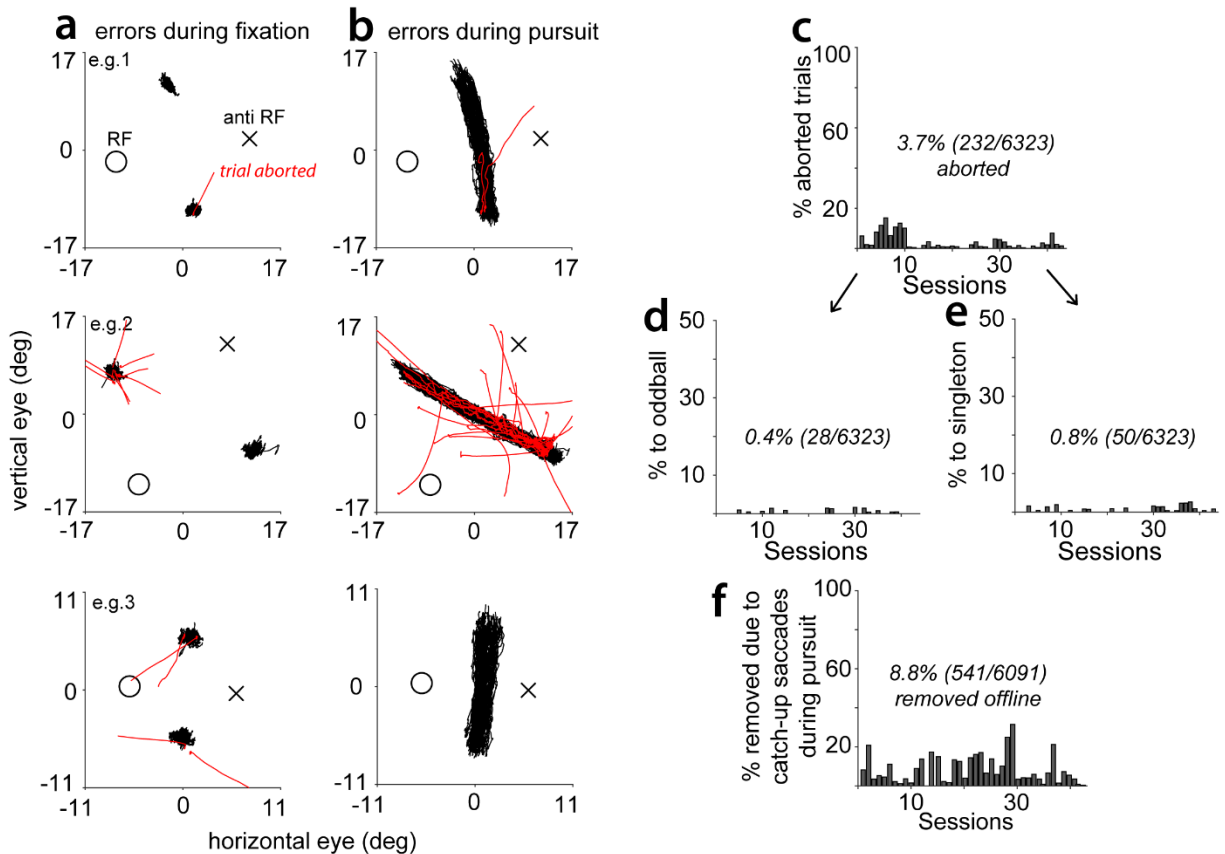 a errors during fixation
b errors during pursuit
17
e.g.1
RF
anti RF
trial aborted
0
-17
-17
0
17
17
0
-17
-17
0
17
17
e.g.2
0
-17
-17
0
17
17
0
-17
-17
0
17
11
e.g.3
0
-11
-11
0
11
11
0
-11
-11
0
11
vertical eye (deg)
horizontal eye (deg)
c
% aborted trials
100
60
20
3.7% (232/6323)
aborted
10
30
Sessions
d
% to oddball
50
30
10
0.4% (28/6323)
10
30
Sessions
e
% to singleton
50
30
10
0.8% (50/6323)
10
30
Sessions
f
% removed due to
catch-up saccades
during pursuit
100
60
20
8.8% (541/6091)
removed offline
10
30
Sessions